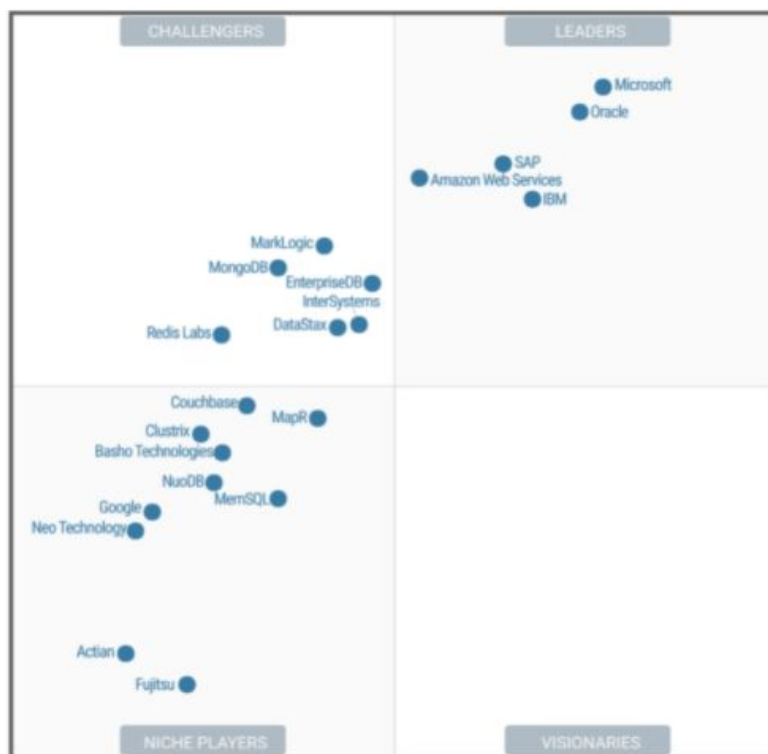 CHALLENGERS
LEADERS
Microsoft
Oracle
SAP
Amazon Web Services
IBM
MarkLogic
MongoDB
EnterpriseDB
InterSystems
DataStax
Redis Labs
Couchbase
MapR
Clustrix
Basho Technologies
NuoDB
MemSQL
Google
Neo Technology
Actian
Fujitsu
NICHE PLAYERS
VISIONARIES